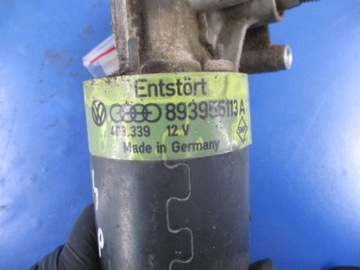 Entstört
893955113A
12 V
Made in Germany